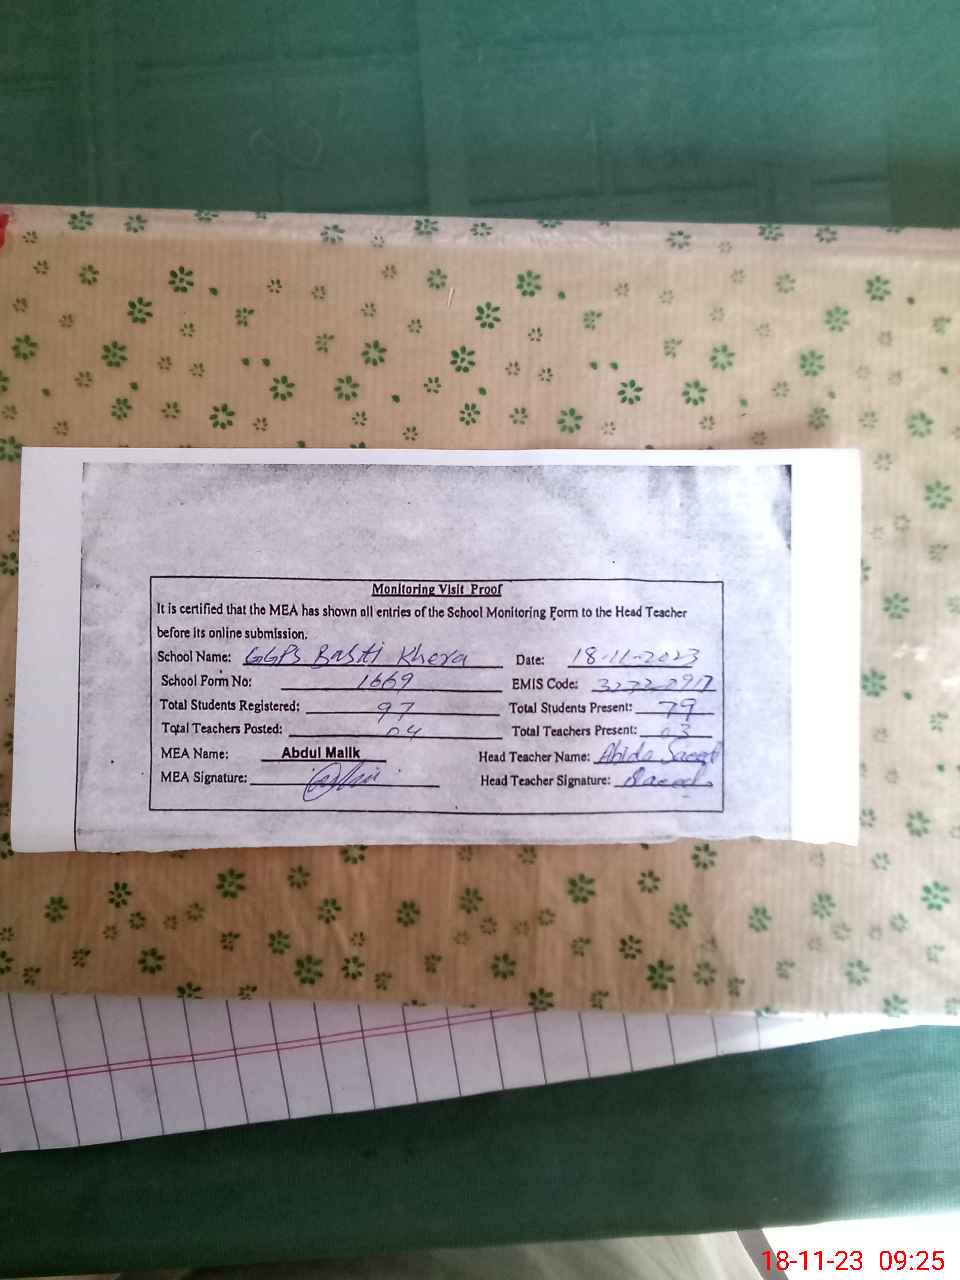 Monitoring Visit Proof
It is certified that the MEA has shown all entries of the School Monitoring Form to the Head Teacher
before its online submission.
School Name: GGPS Basti Khera Date: 18-11-2023
School Form No: 1669 EMIS Code:
Total Students Registered: 97 Total Students Present: 79
Total Teachers Posted: 04 Total Teachers Present: 03
MEA Name: Abdul Malik Head Teacher Name: Abida Saeed
MEA Signature: Head Teacher Signature: Saeed
18-11-23 09:25